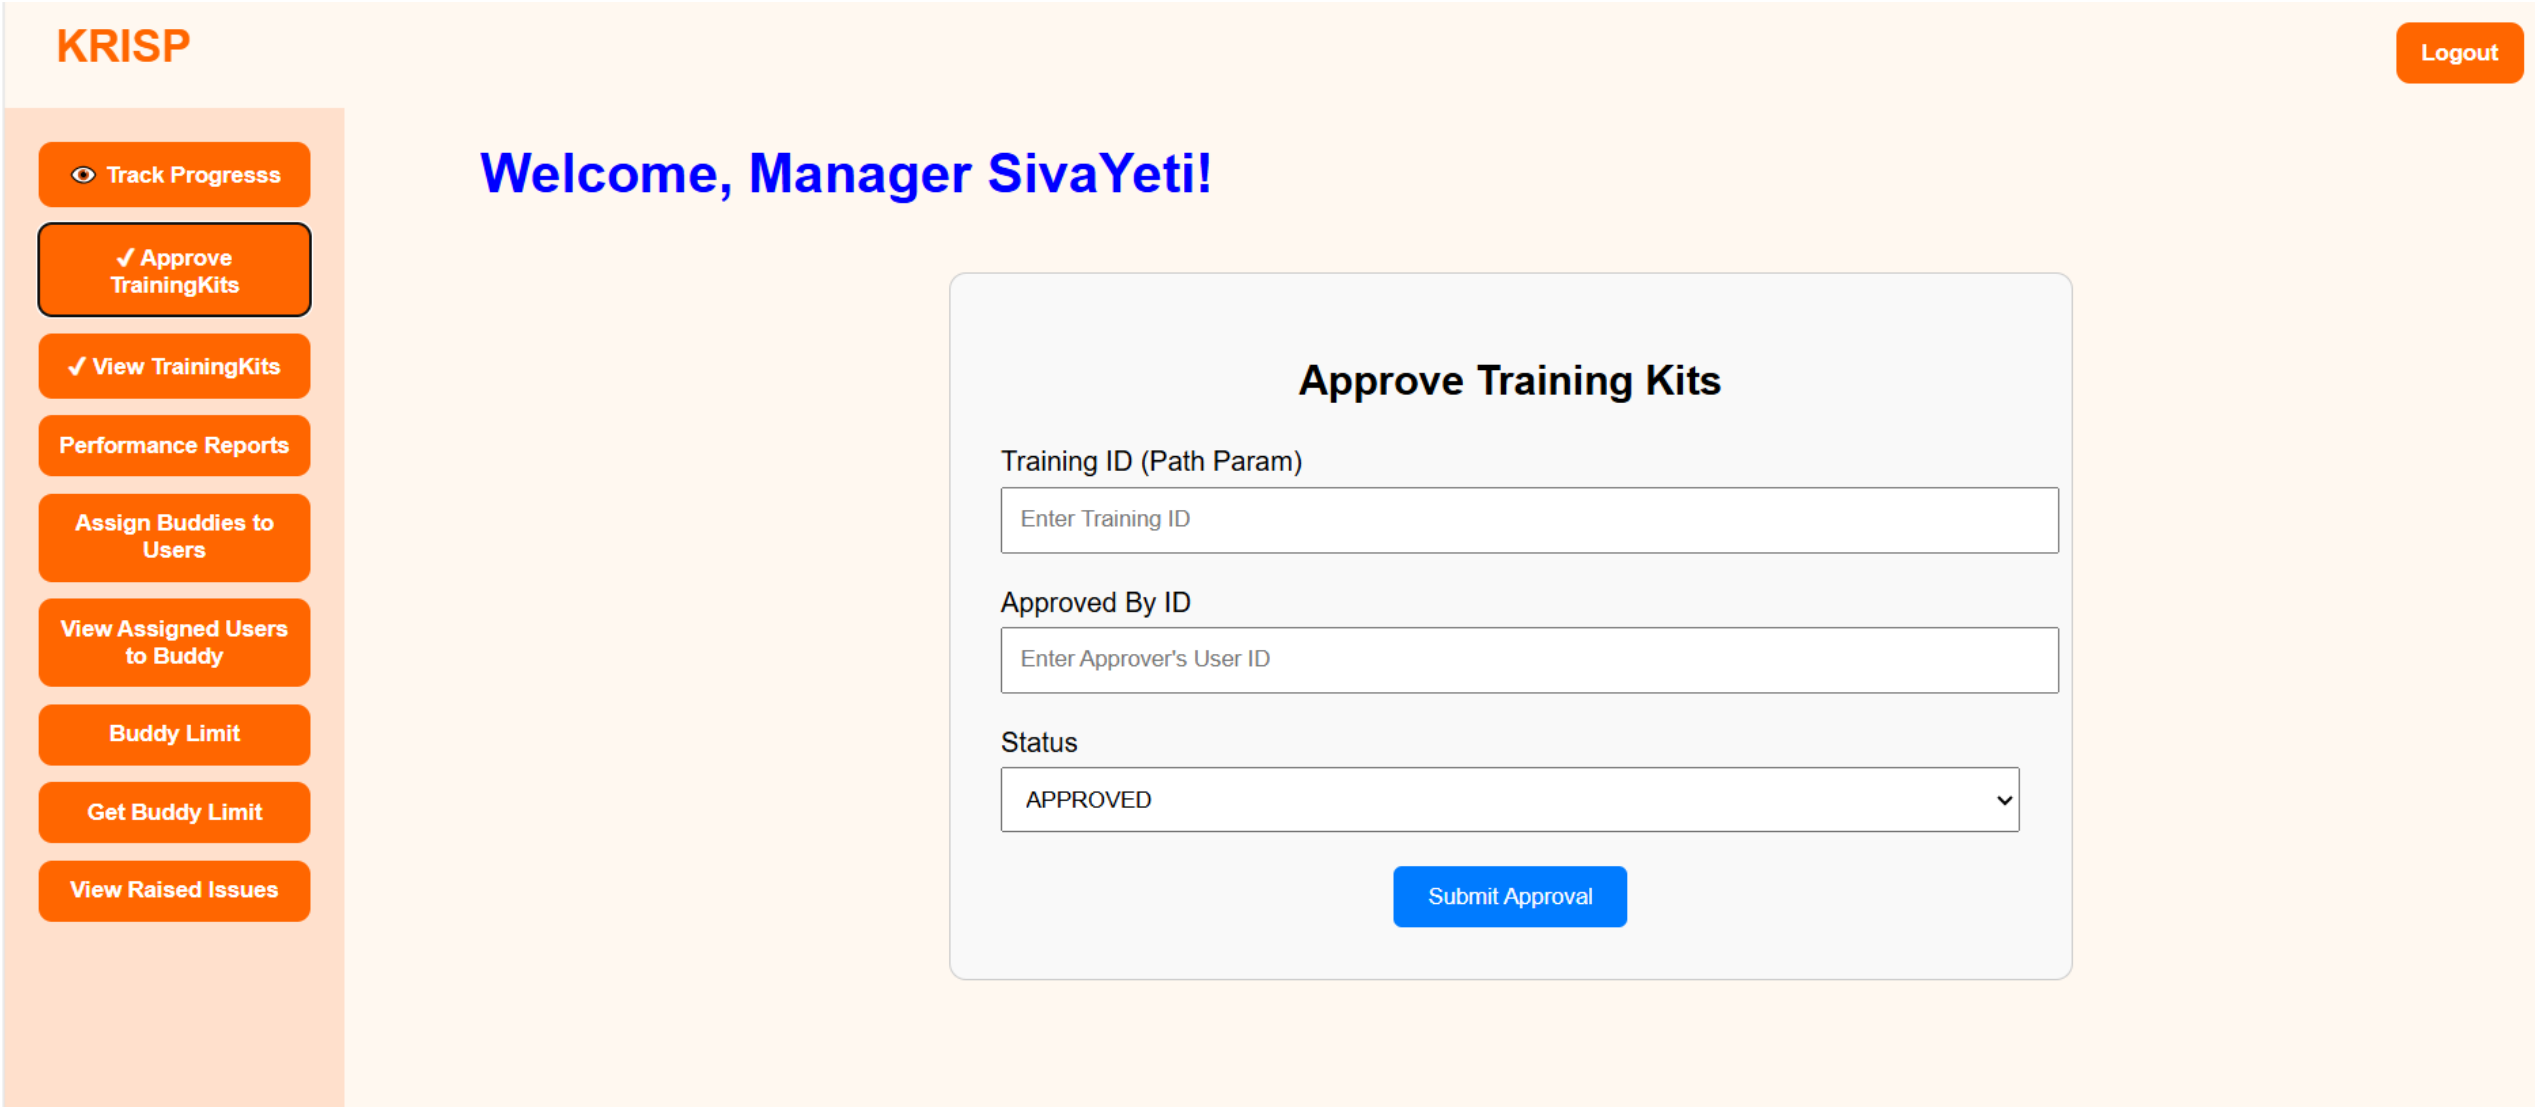 KRISP
Logout
Track Progresss
✓ Approve
TrainingKits
✓ View TrainingKits
Performance Reports
Assign Buddies to
Users
View Assigned Users
to Buddy
Buddy Limit
Get Buddy Limit
View Raised Issues
Welcome, Manager SivaYeti!
Approve Training Kits
Training ID (Path Param)
Enter Training ID
Approved By ID
Enter Approver's User ID
Status
APPROVED
Submit Approval